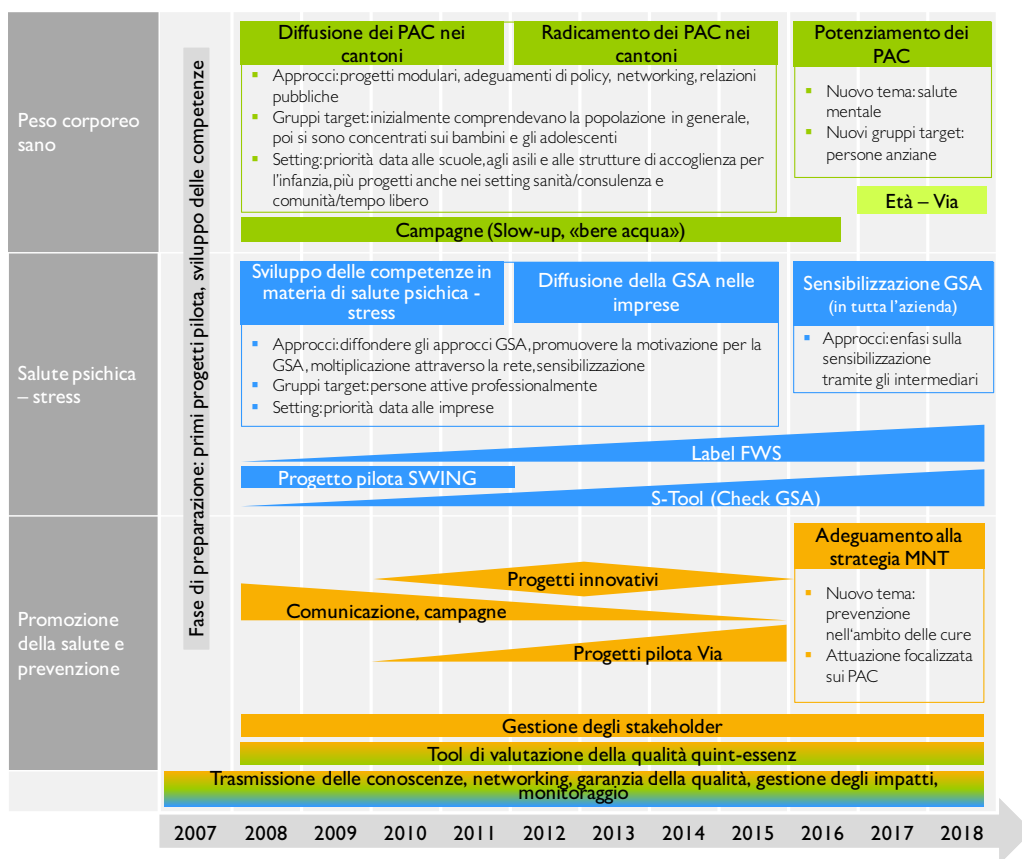 Peso corporeo
sano
Fase di preparazione: primi progetti pilota, sviluppo delle competenze
Diffusione dei PAC nei
cantoni
Radicamento dei PAC nei
cantoni
▪ Approcci: progetti modulari, adeguamenti di policy, networking, relazioni
pubbliche
▪ Gruppi target: inizialmente comprendevano la popolazione in generale,
poi si sono concentrati sui bambini e gli adolescenti
▪ Setting: priorità data alle scuole, agli asili e alle strutture di accoglienza per
l'infanzia, più progetti anche nei setting sanità/consulenza e
comunità/tempo libero
Potenziamento dei
PAC
▪ Nuovo tema: salute
mentale
▪ Nuovi gruppi target:
persone anziane
Età – Via
Campagne (Slow-up, «bere acqua»)
Salute psichica
– stress
Sviluppo delle competenze in
materia di salute psichica -
stress
Diffusione della GSA nelle
imprese
▪ Approcci: diffondere gli approcci GSA, promuovere la motivazione per la
GSA, moltiplicazione attraverso la rete, sensibilizzazione
▪ Gruppi target: persone attive professionalmente
▪ Setting: priorità data alle imprese
Sensibilizzazione GSA
(in tutta l'azienda)
▪ Approcci: enfasi sulla
sensibilizzazione
tramite gli intermediari
Label FWS
Progetto pilota SWING
S-Tool (Check GSA)
Promozione
della salute e
prevenzione
Adeguamento alla
strategia MNT
▪ Nuovo tema:
prevenzione
nell'ambito delle cure
▪ Attuazione focalizzata
sui PAC
Progetti innovativi
Comunicazione, campagne
Progetti pilota Via
Gestione degli stakeholder
Tool di valutazione della qualità quint-essenz
Trasmissione delle conoscenze, networking, garanzia della qualità, gestione degli impatti,
monitoraggio
2007 2008 2009 2010 2011 2012 2013 2014 2015 2016 2017 2018